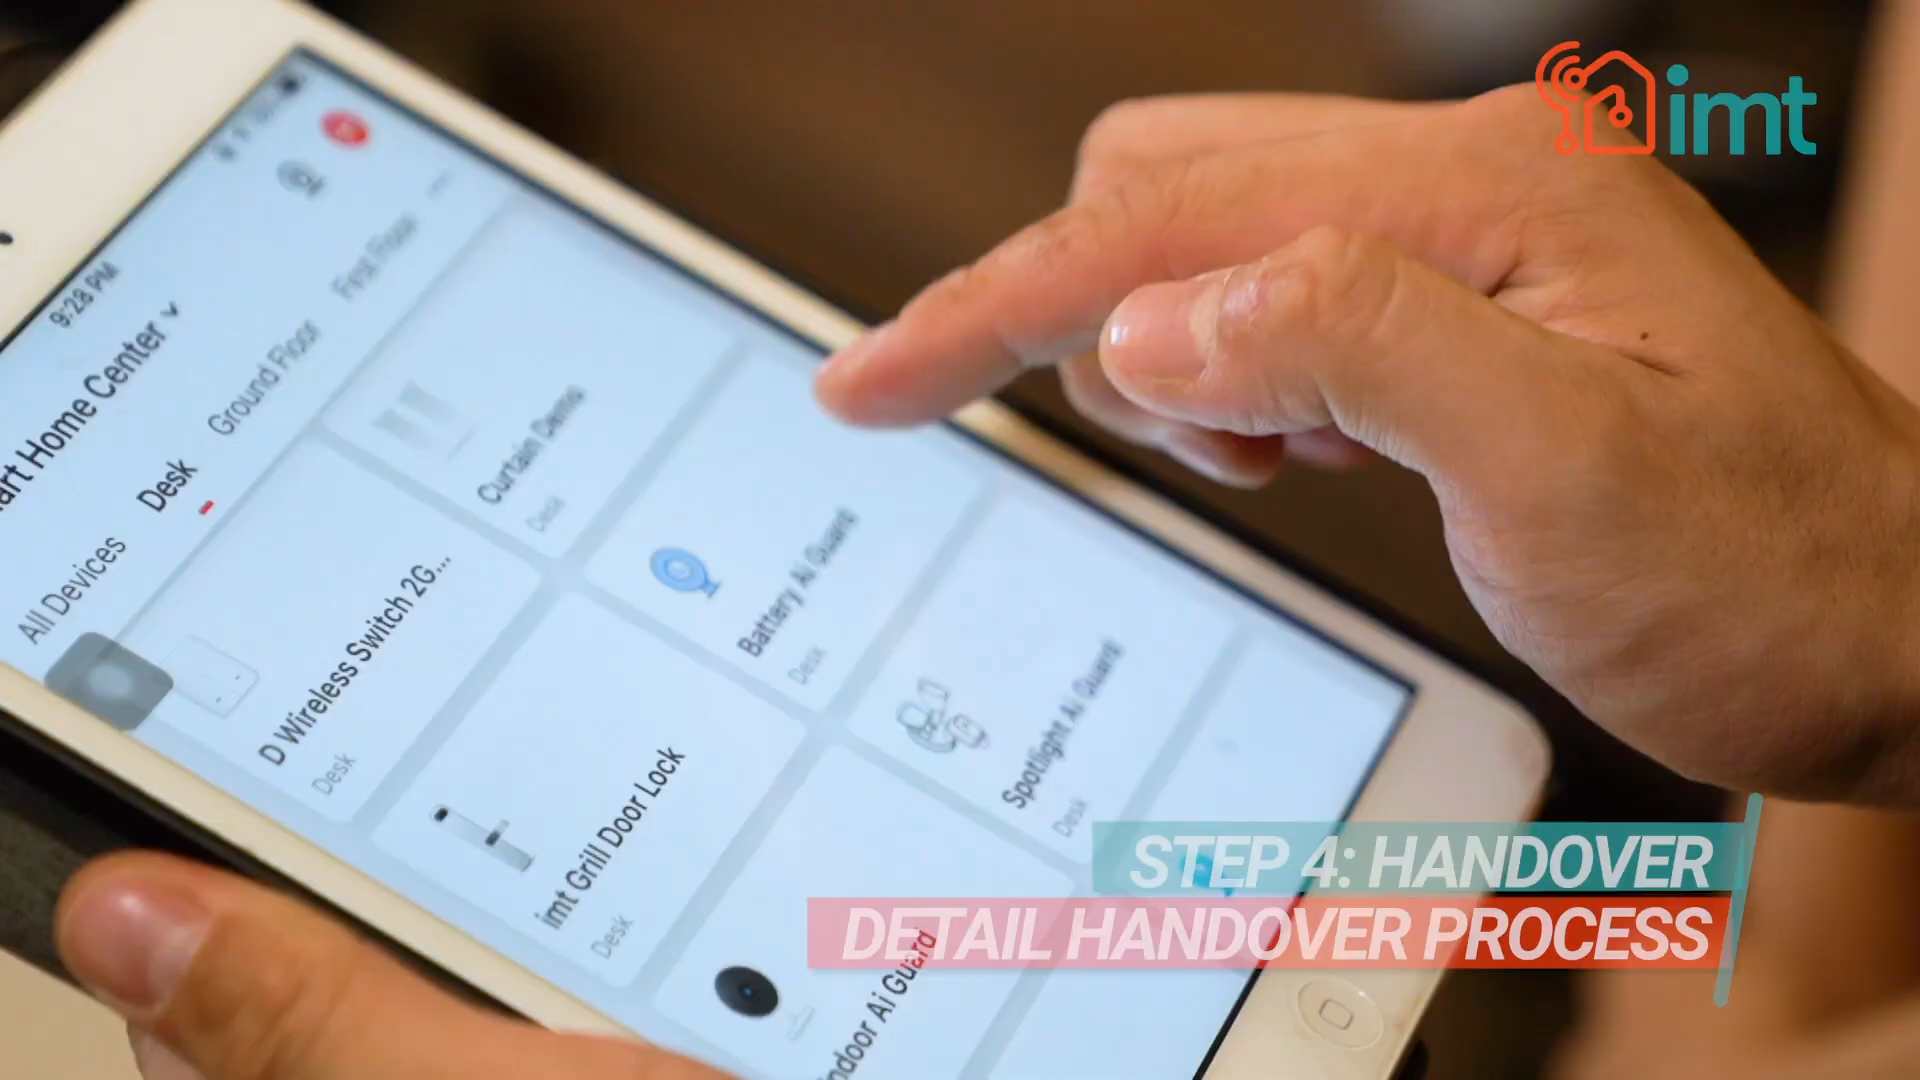 imt
9:28 PM
art Home Center
All Devices
Desk
Ground Floor
First Floor
D Wireless Switch 2G...
Desk
Curtain Demo
Desk
imt Grill Door Lock
Desk
Battery Ai Guard
Desk
ndoor Ai Guard
Spotlight Ai Guard
Desk
STEP 4: HANDOVER
DETAIL HANDOVER PROCESS